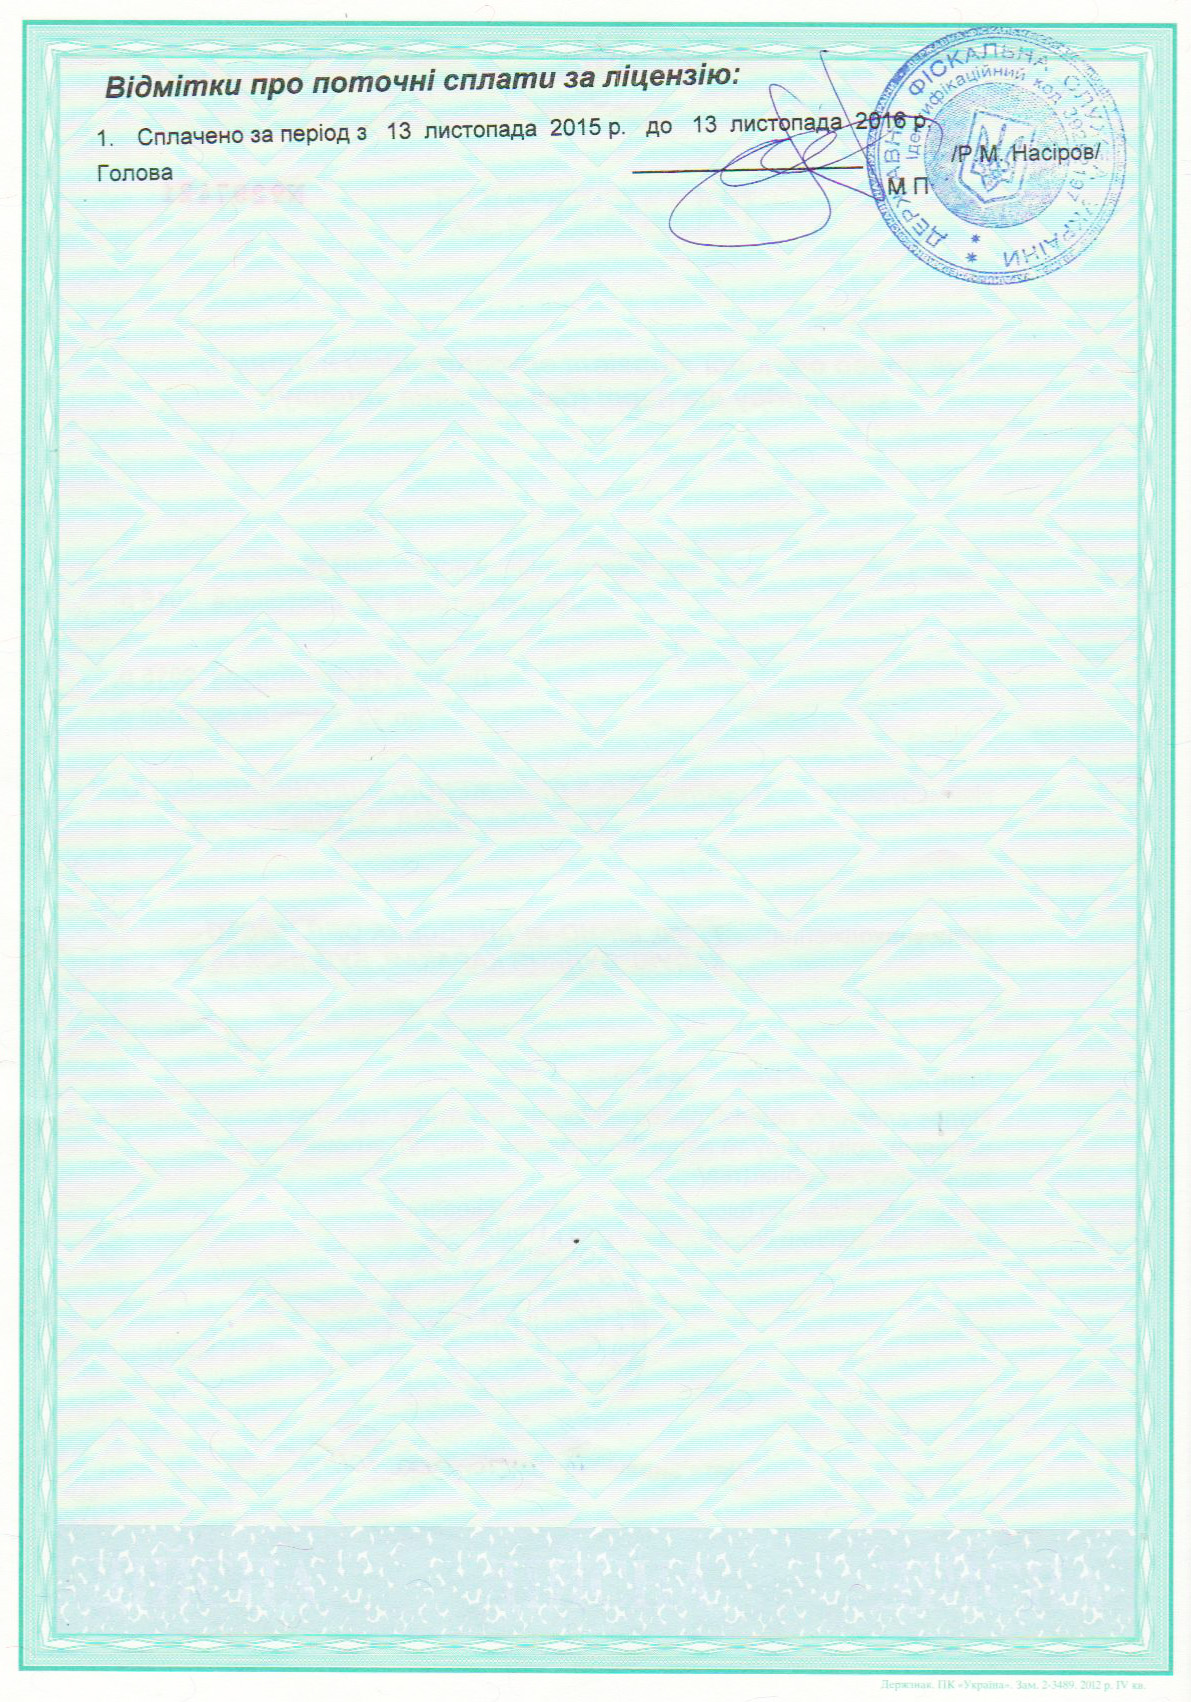 Відмітки про поточні сплати за ліцензію:
1. Сплачено за період з 13 листопада 2015 р. до 13 листопада 2016 р.
Голова /Р.М. Насіров/
М П
ДЕРЖАВНА ФІСКАЛЬНА СЛУЖБА УКРАЇНИ
Ідентифікаційний код
Держзнак. ПК «Україна». Зам. 2-3489. 2012 р. IV кв.